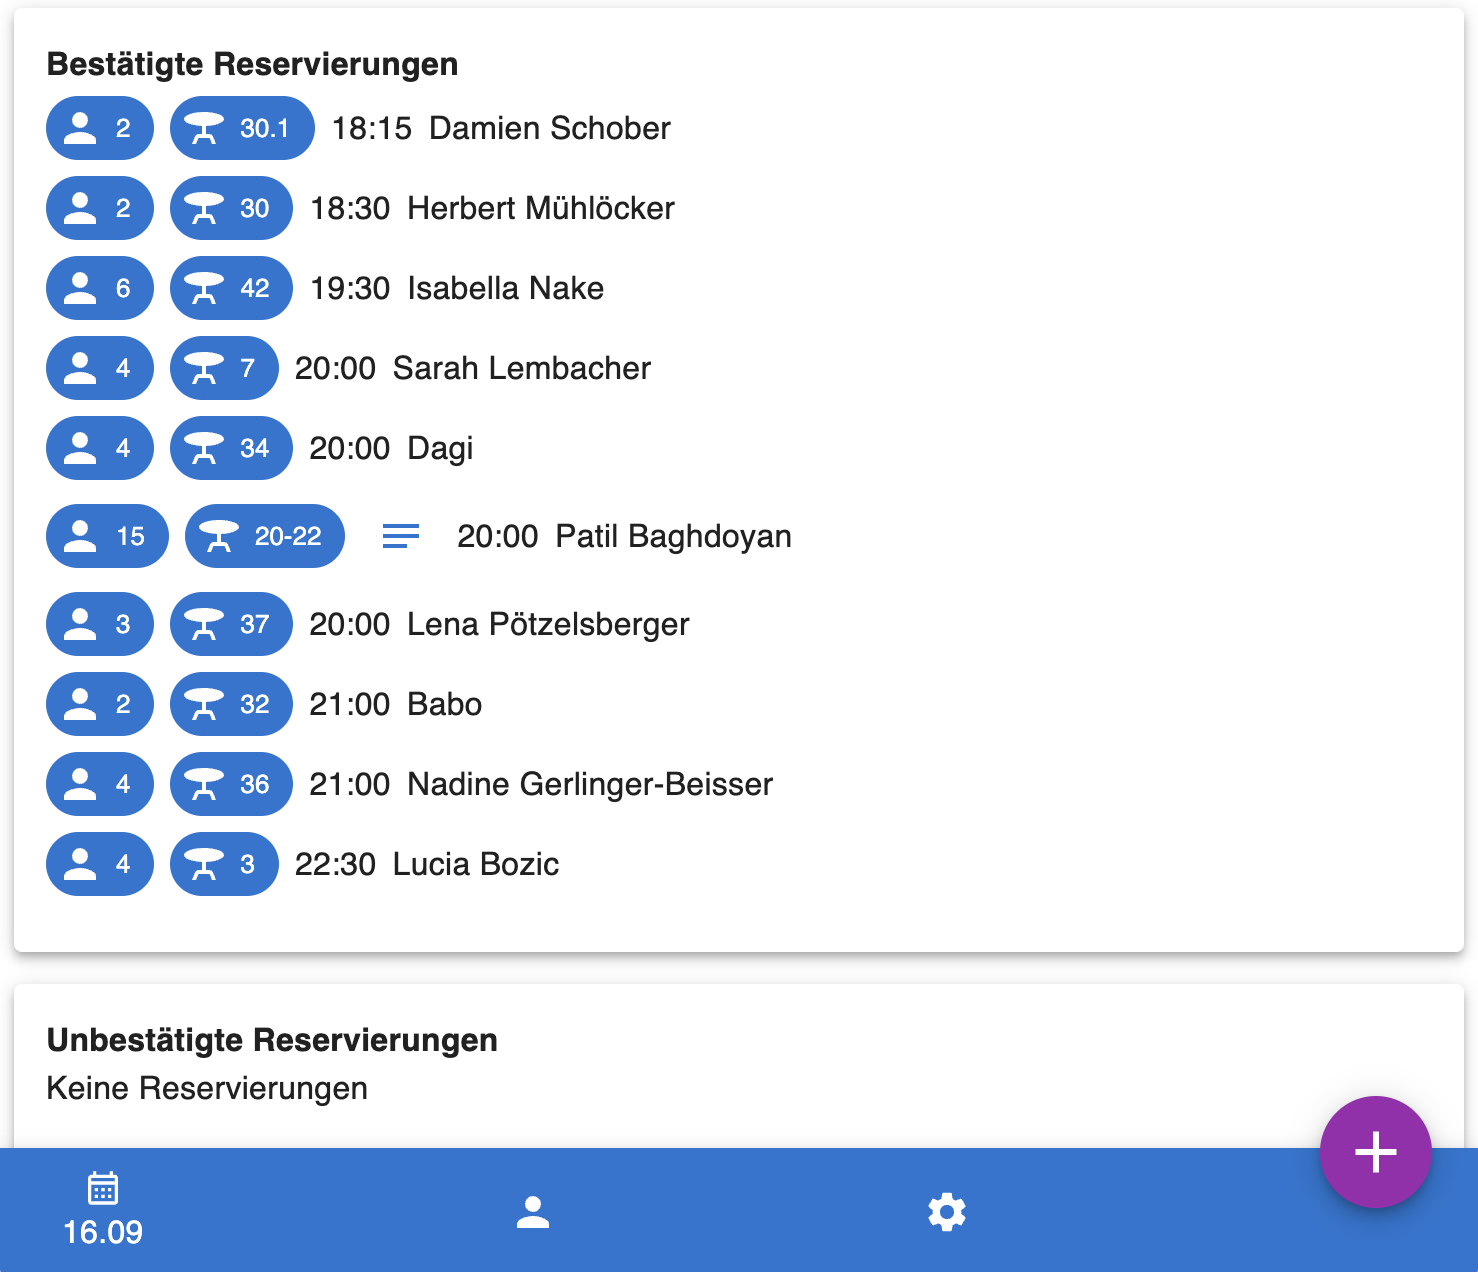 Bestätigte Reservierungen
2 30.1 18:15 Damien Schober
2 30 18:30 Herbert Mühlöcker
6 42 19:30 Isabella Nake
4 7 20:00 Sarah Lembacher
4 34 20:00 Dagi
15 20-22 20:00 Patil Baghdoyan
3 37 20:00 Lena Pötzelsberger
2 32 21:00 Babo
4 36 21:00 Nadine Gerlinger-Beisser
4 3 22:30 Lucia Bozic
Unbestätigte Reservierungen
Keine Reservierungen
16.09